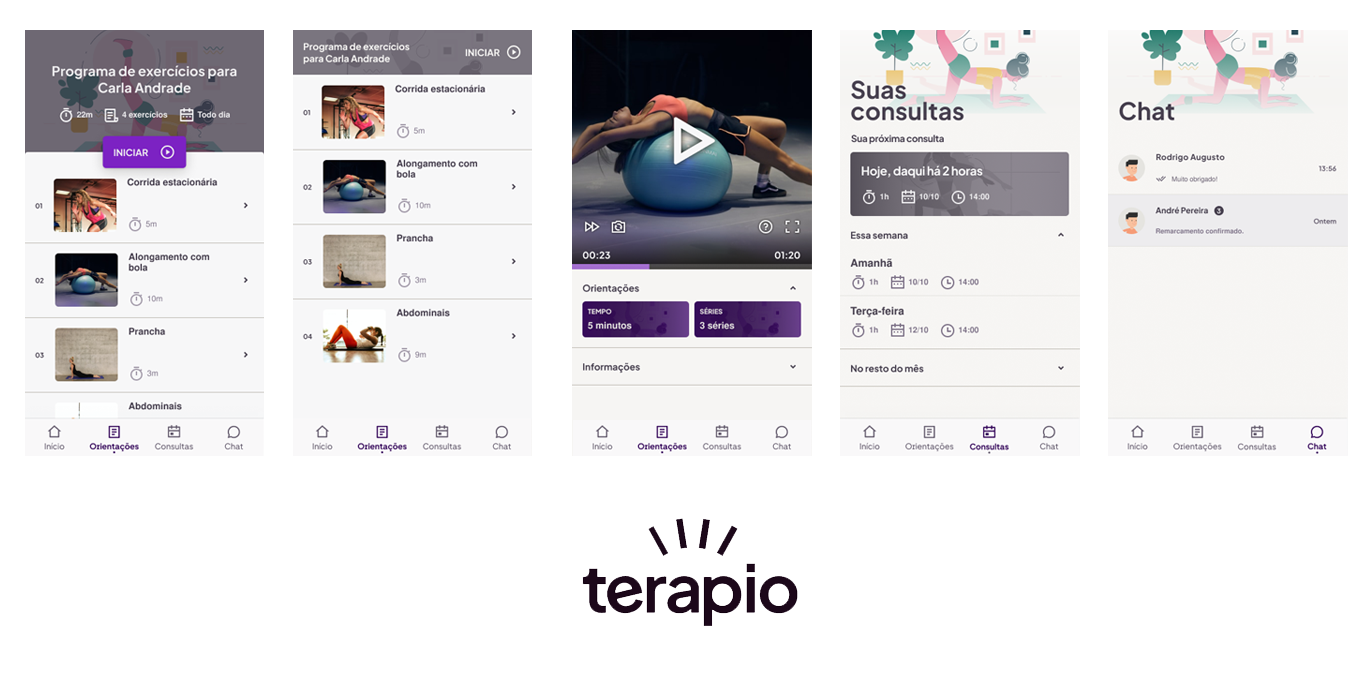 Programa de exercícios para
Carla Andrade
22m
4 exercícios
Todo dia
INICIAR
01
Corrida estacionária
5m
02
Alongamento com
bola
10m
03
Prancha
3m
Abdominais
Início
Orientações
Consultas
Chat
Programa de exercícios
para Carla Andrade
INICIAR
01
Corrida estacionária
5m
02
Alongamento com
bola
10m
03
Prancha
3m
04
Abdominais
9m
Início
Orientações
Consultas
Chat
00:23
01:20
Orientações
TEMPO
5 minutos
SÉRIES
3 séries
Informações
Início
Orientações
Consultas
Chat
Suas
consultas
Sua próxima consulta
Hoje, daqui há 2 horas
1h
10/10
14:00
Essa semana
Amanhã
1h
10/10
14:00
Terça-feira
1h
12/10
14:00
No resto do mês
Início
Orientações
Consultas
Chat
Chat
Rodrigo Augusto
13:56
Muito obrigado!
André Pereira 3
Ontem
Remarcamento confirmado.
Início
Orientações
Consultas
Chat
terapio